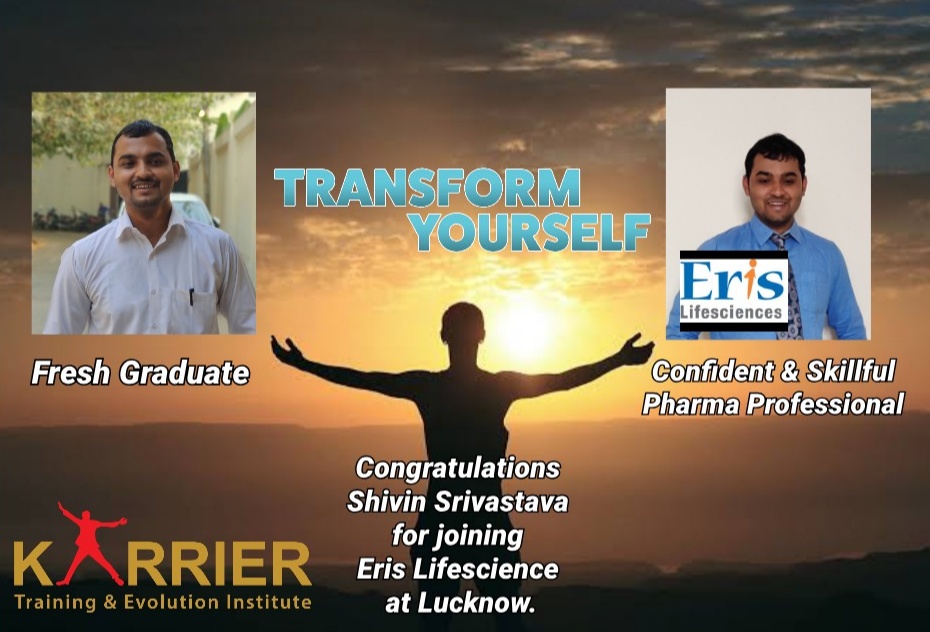 TRANSFORM
YOURSELF
Eris
Lifesciences
Fresh Graduate
Confident & Skillful
Pharma Professional
Congratulations
Shivin Srivastava
for joining
Eris Lifescience
at Lucknow.
KARRIER
Training & Evolution Institute